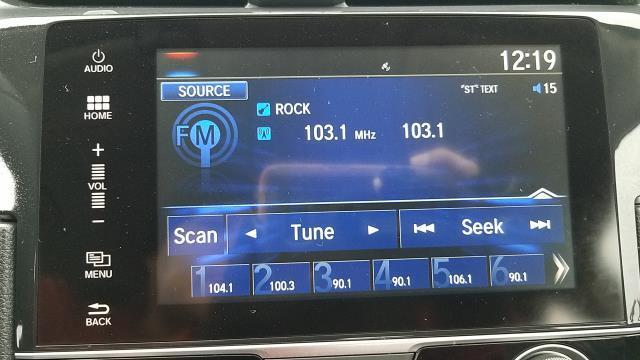 AUDIO
12:19
SOURCE
"ST" TEXT
15
HOME
ROCK
FM
103.1 MHz 103.1
+
VOL
−
Scan
Tune
Seek
MENU
1 104.1
2 100.3
3 90.1
4 90.1
5 106.1
6 90.1
BACK